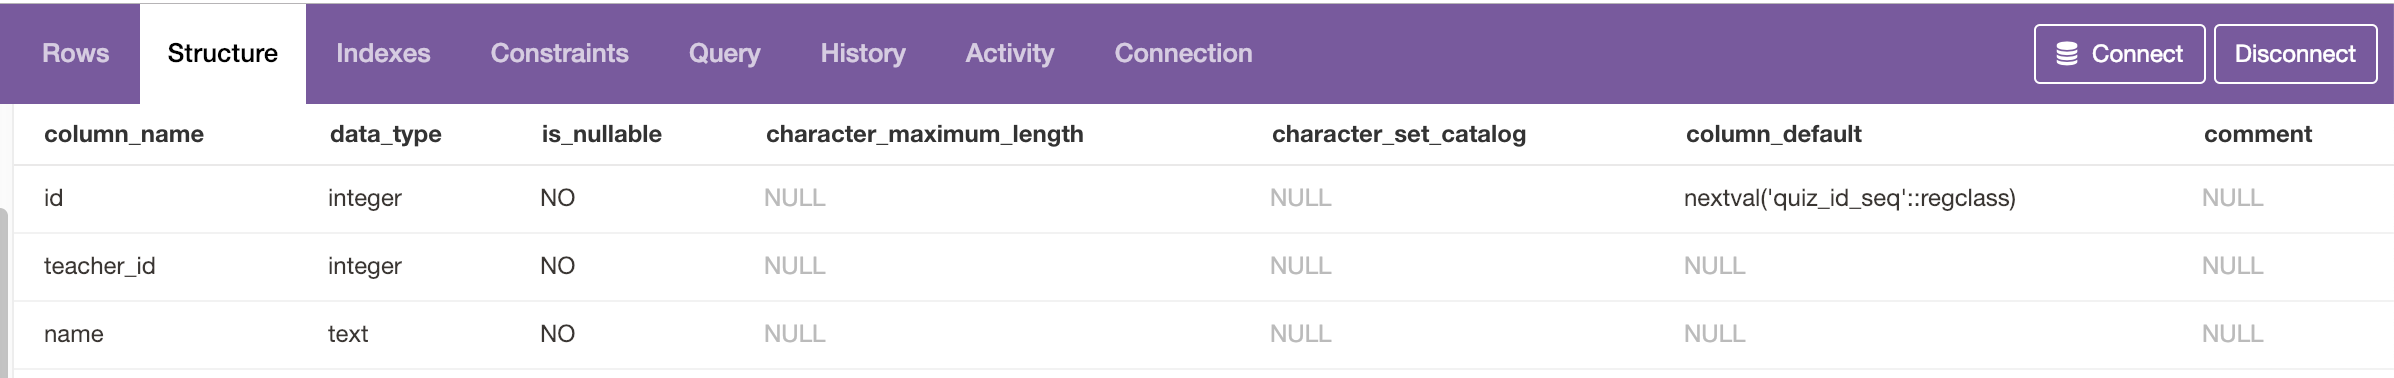 Rows Structure Indexes Constraints Query History Activity Connection Connect Disconnect
column_name data_type is_nullable character_maximum_length character_set_catalog column_default comment
id integer NO NULL NULL nextval('quiz_id_seq'::regclass) NULL
teacher_id integer NO NULL NULL NULL NULL
name text NO NULL NULL NULL NULL